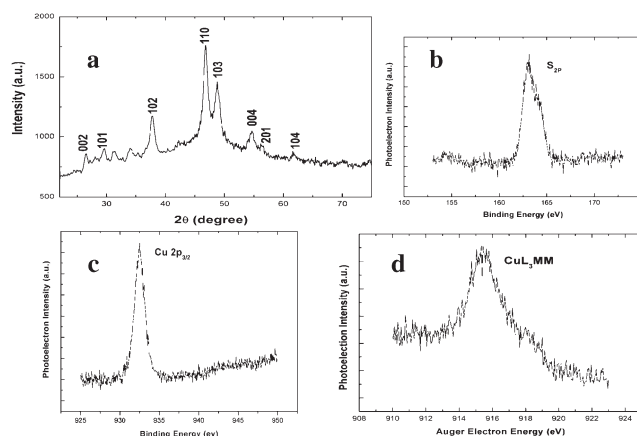 2000
1500
1000
500
Intensity (a.u.)
a
002
101
102
110
103
004
201
104
30 40 50 60 70
2θ (degree)
b
S2P
Photoelectron Intensity (a.u.)
150 155 160 165 170
Binding Energy (eV)
c
Cu 2p3/2
Photoelectron Intensity (a.u.)
925 930 935 940 945 950
Binding Energy (ev)
d
CuL3MM
Photoelection Intensity (a.u.)
908 910 912 914 916 918 920 922 924
Auger Electron Energy (eV)